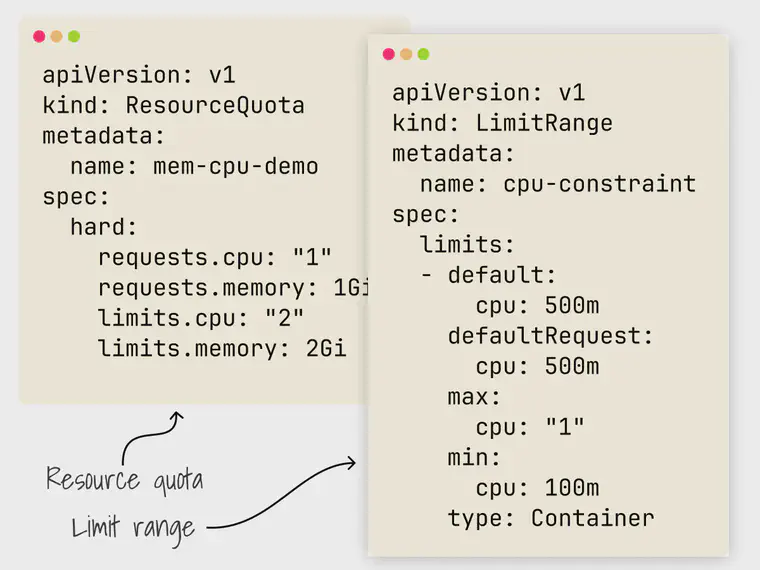 apiVersion: v1
kind: ResourceQuota
metadata:
  name: mem-cpu-demo
spec:
  hard:
    requests.cpu: "1"
    requests.memory: 1Gi
    limits.cpu: "2"
    limits.memory: 2Gi
apiVersion: v1
kind: LimitRange
metadata:
  name: cpu-constraint
spec:
  limits:
  - default:
      cpu: 500m
    defaultRequest:
      cpu: 500m
    max:
      cpu: "1"
    min:
      cpu: 100m
    type: Container
Resource quota
Limit range